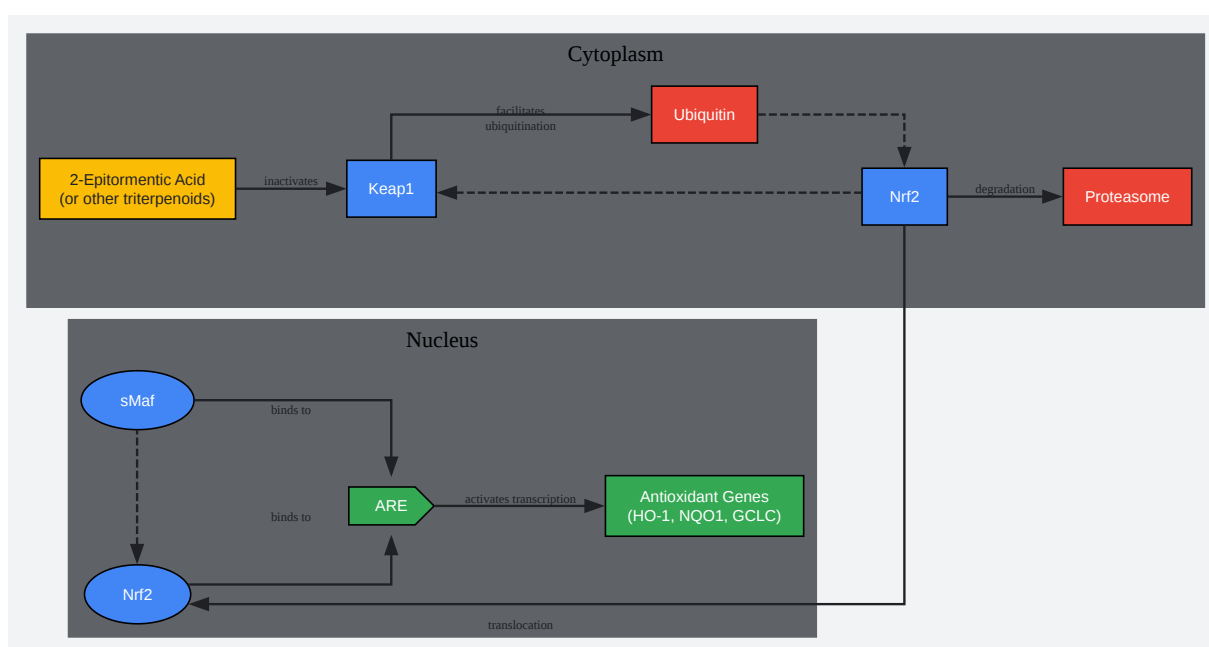 Cytoplasm
facilitates
ubiquitination
Ubiquitin
2-Epitormentic Acid
(or other triterpenoids)
inactivates
Keap1
Nrf2
degradation
Proteasome
Nucleus
sMaf
binds to
ARE
activates transcription
Antioxidant Genes
(HO-1, NQO1, GCLC)
binds to
Nrf2
translocation